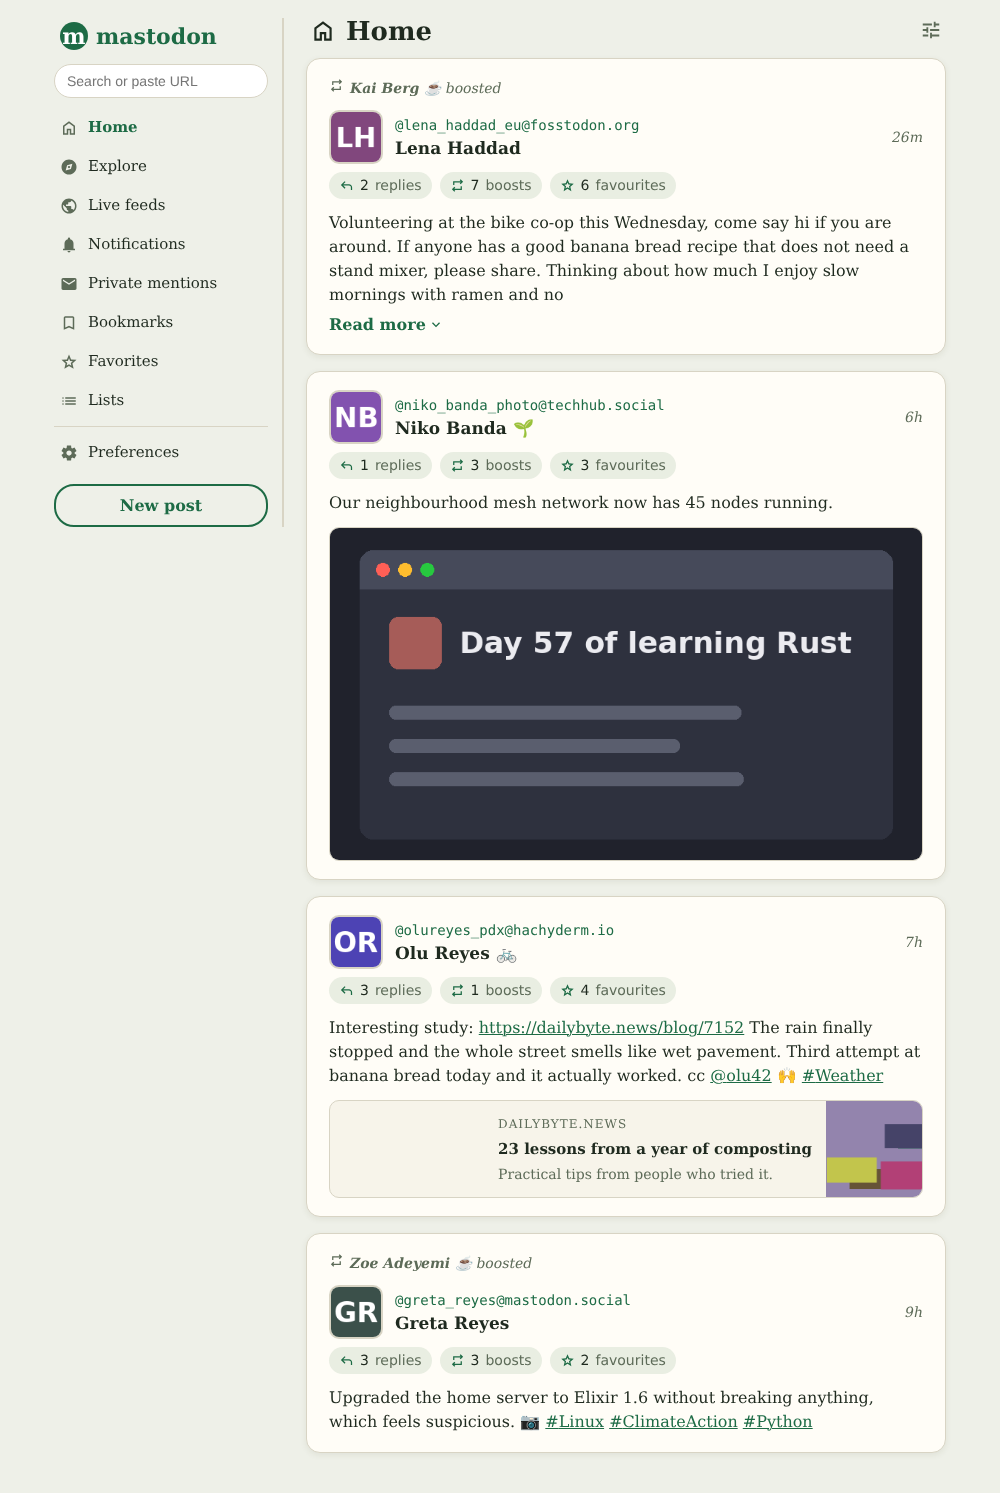 mastodon
Search or paste URL
Home
Explore
Live feeds
Notifications
Private mentions
Bookmarks
Favorites
Lists
Preferences
New post
Home
Kai Berg ☕ boosted
LH
@lena_haddad_eu@fosstodon.org
Lena Haddad
26m
2 replies
7 boosts
6 favourites
Volunteering at the bike co-op this Wednesday, come say hi if you are
around. If anyone has a good banana bread recipe that does not need a
stand mixer, please share. Thinking about how much I enjoy slow
mornings with ramen and no
Read more
NB
@niko_banda_photo@techhub.social
Niko Banda 🌱
6h
1 replies
3 boosts
3 favourites
Our neighbourhood mesh network now has 45 nodes running.
Day 57 of learning Rust
OR
@olureyes_pdx@hachyderm.io
Olu Reyes 🚲
7h
3 replies
1 boosts
4 favourites
Interesting study: https://dailybyte.news/blog/7152 The rain finally
stopped and the whole street smells like wet pavement. Third attempt at
banana bread today and it actually worked. cc @olu42 🙌 #Weather
DAILYBYTE.NEWS
23 lessons from a year of composting
Practical tips from people who tried it.
Zoe Adeyemi ☕ boosted
GR
@greta_reyes@mastodon.social
Greta Reyes
9h
3 replies
3 boosts
2 favourites
Upgraded the home server to Elixir 1.6 without breaking anything,
which feels suspicious. 📷 #Linux #ClimateAction #Python